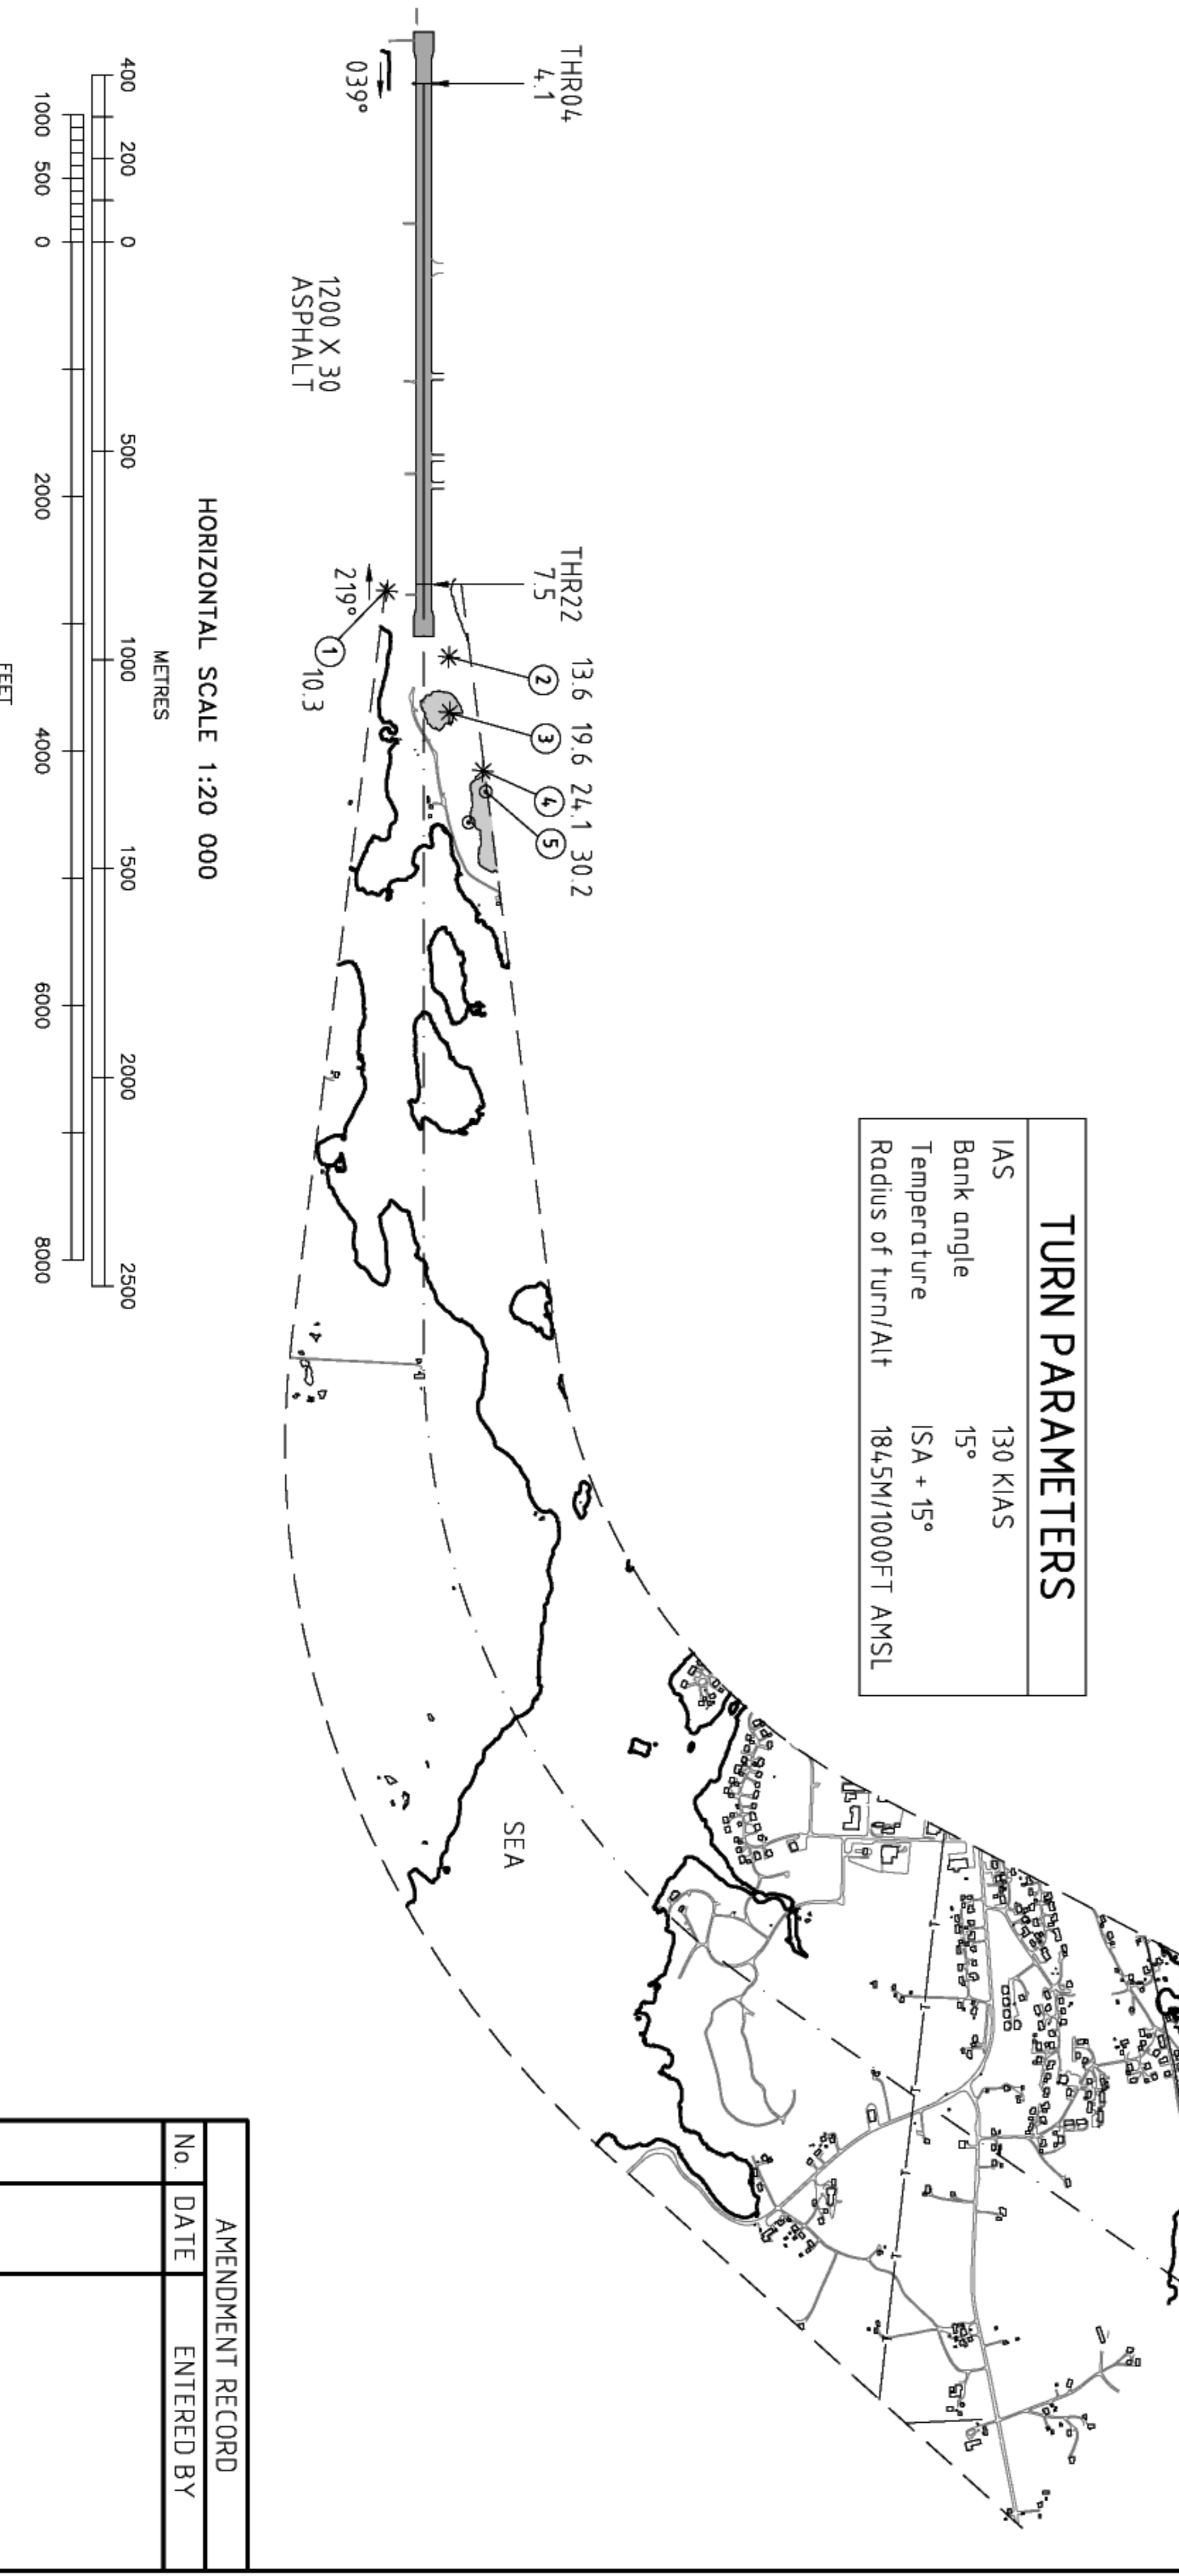 TURN PARAMETERS
IAS 130 KIAS
Bank angle 15°
Temperature ISA + 15°
Radius of turn/Alt 1845M/1000FT AMSL
THR04
4.1
THR22
7.5
13.6 19.6 24.1 30.2
2 3 4 5
039°
219°
1
10.3
1200 X 30
ASPHALT
SEA
HORIZONTAL SCALE 1:20 000
METRES
400 200 0 500 1000 1500 2000 2500
1000 500 0 2000 4000 6000 8000
FEET
AMENDMENT RECORD
No. DATE ENTERED BY